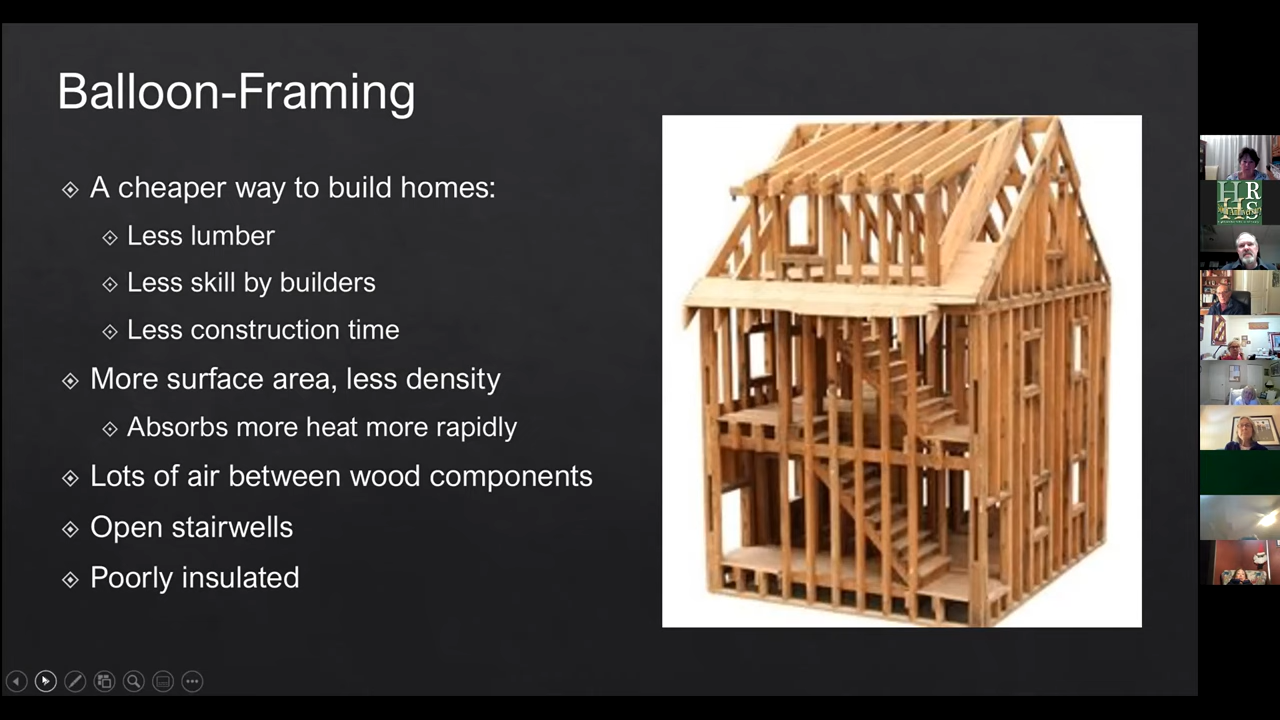 Balloon-Framing
A cheaper way to build homes:
Less lumber
Less skill by builders
Less construction time
More surface area, less density
Absorbs more heat more rapidly
Lots of air between wood components
Open stairwells
Poorly insulated
H R
H S